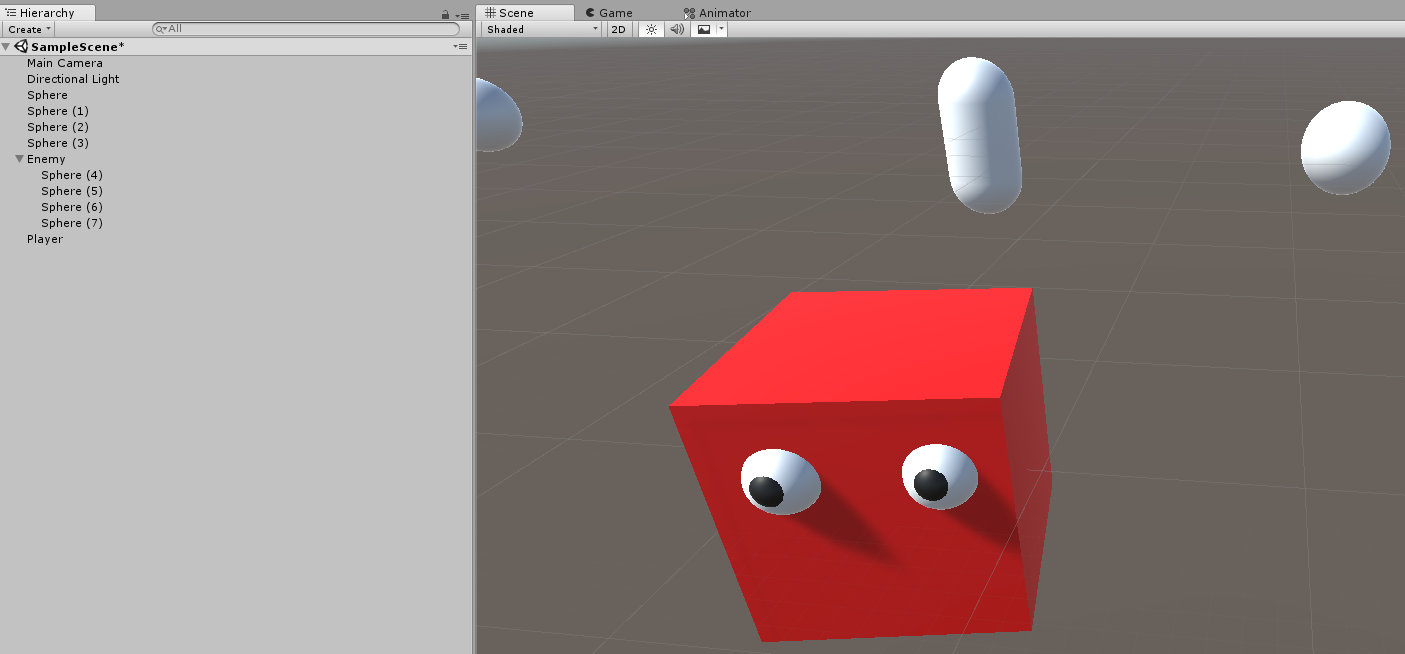 Hierarchy
Create
All
SampleScene*
Main Camera
Directional Light
Sphere
Sphere (1)
Sphere (2)
Sphere (3)
Enemy
Sphere (4)
Sphere (5)
Sphere (6)
Sphere (7)
Player
Scene Game Animator
Shaded 2D